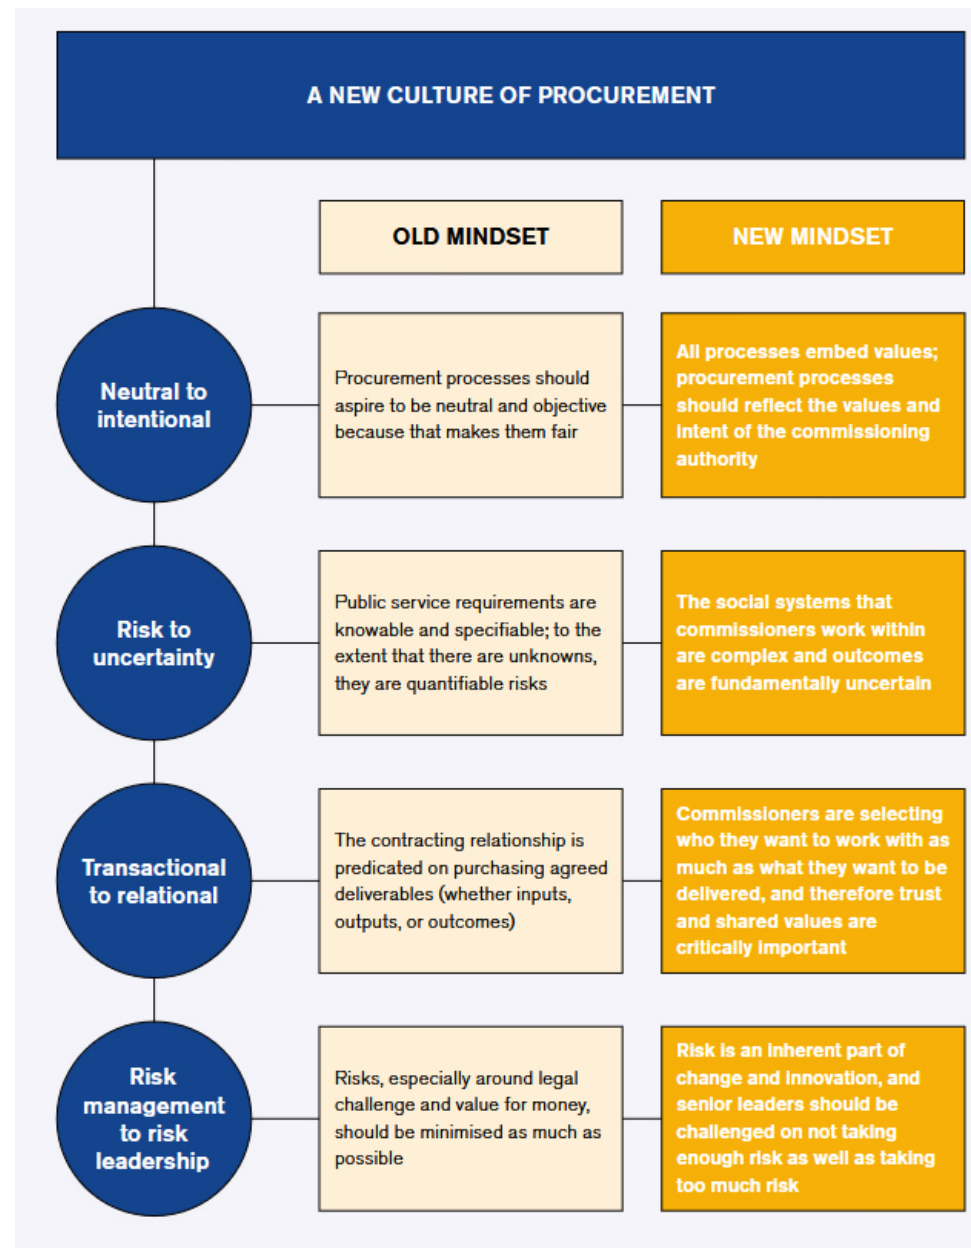 A NEW CULTURE OF PROCUREMENT
OLD MINDSET
NEW MINDSET
Neutral to
intentional
Procurement processes should
aspire to be neutral and objective
because that makes them fair
All processes embed values;
procurement processes
should reflect the values and
intent of the commissioning
authority
Risk to
uncertainty
Public service requirements are
knowable and specifiable; to the
extent that there are unknowns,
they are quantifiable risks
The social systems that
commissioners work within
are complex and outcomes
are fundamentally uncertain
Transactional
to relational
The contracting relationship is
predicated on purchasing agreed
deliverables (whether inputs,
outputs, or outcomes)
Commissioners are selecting
who they want to work with as
much as what they want to be
delivered, and therefore trust
and shared values are
critically important
Risk
management
to risk
leadership
Risks, especially around legal
challenge and value for money,
should be minimised as much as
possible
Risk is an inherent part of
change and innovation, and
senior leaders should be
challenged on not taking
enough risk as well as taking
too much risk